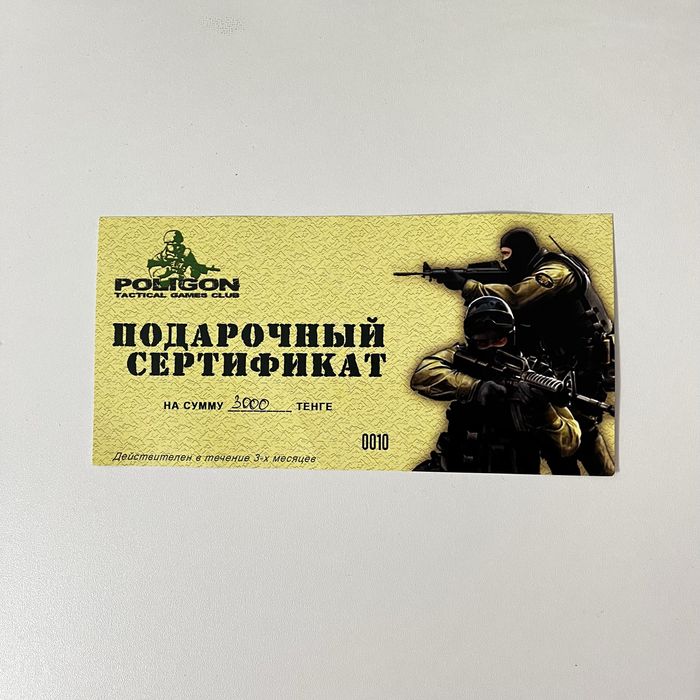 POLIGON
TACTICAL GAMES CLUB
ПОДАРОЧНЫЙ
СЕРТИФИКАТ
НА СУММУ 3000 ТЕНГЕ
0010
Действителен в течение 3-х месяцев